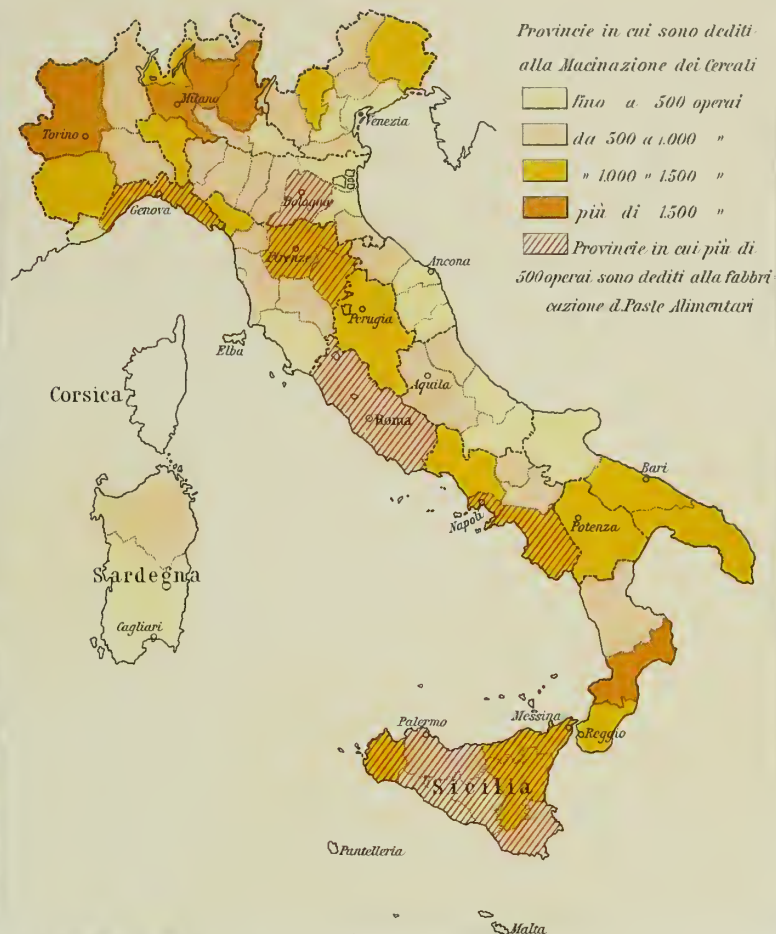 Provincie in cui sono dediti
alla Macinazione dei Cereali
fino a 500 operai
da 500 a 1.000 "
" 1.000 " 1.500 "
più di 1.500 "
Provincie in cui più di
500 operai sono dediti alla fabbri-
cazione d. Paste Alimentari
Milano
Torino
Venezia
Genova
Bologna
Firenze
Ancona
Perugia
Elba
Aquila
Corsica
Roma
Bari
Napoli
Potenza
Sardegna
Cagliari
Messina
Palermo
Reggio
Sicilia
Pantelleria
Malta